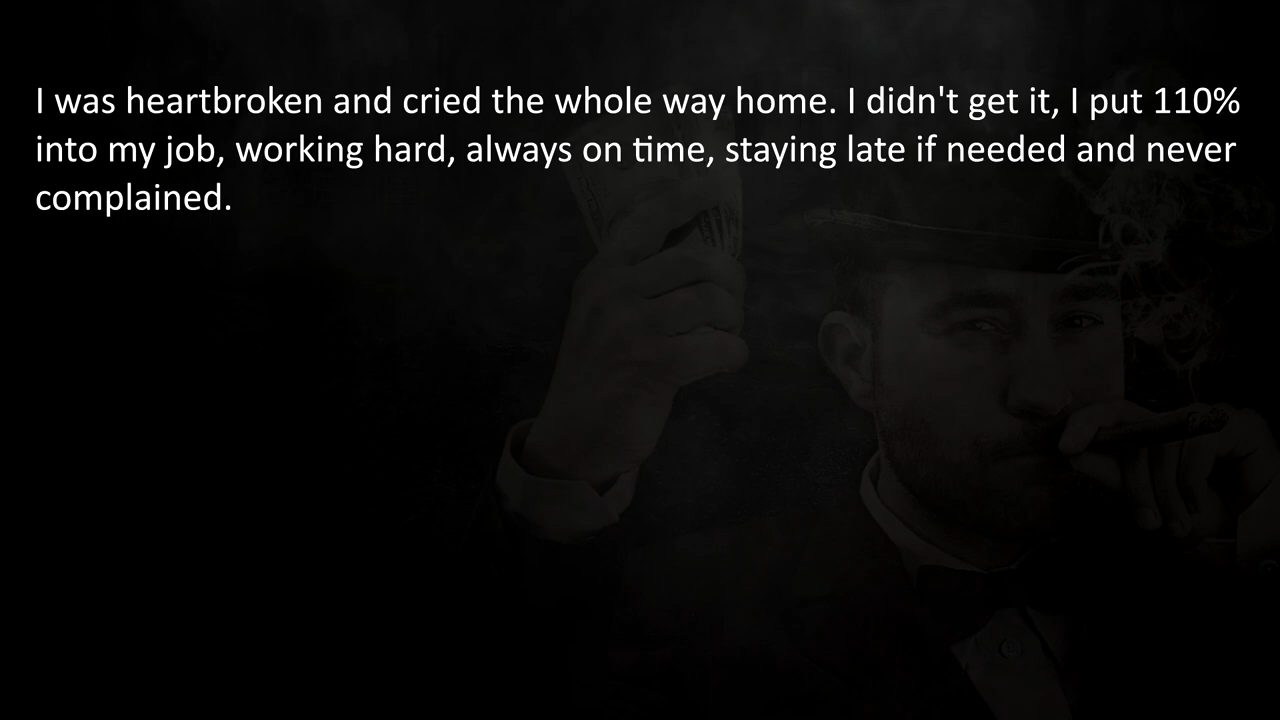 I was heartbroken and cried the whole way home. I didn't get it, I put 110%
into my job, working hard, always on time, staying late if needed and never
complained.